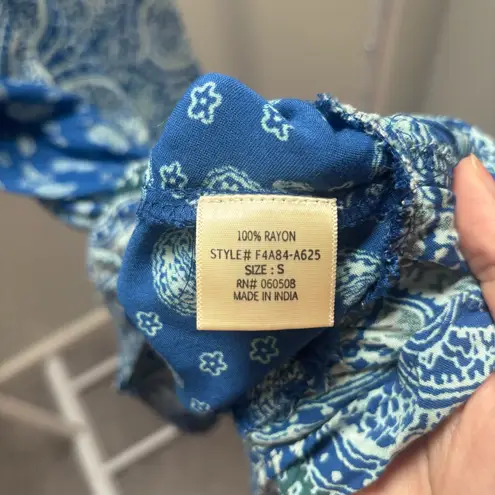 100% RAYON
STYLE# F4A84-A625
SIZE : S
RN# 060508
MADE IN INDIA